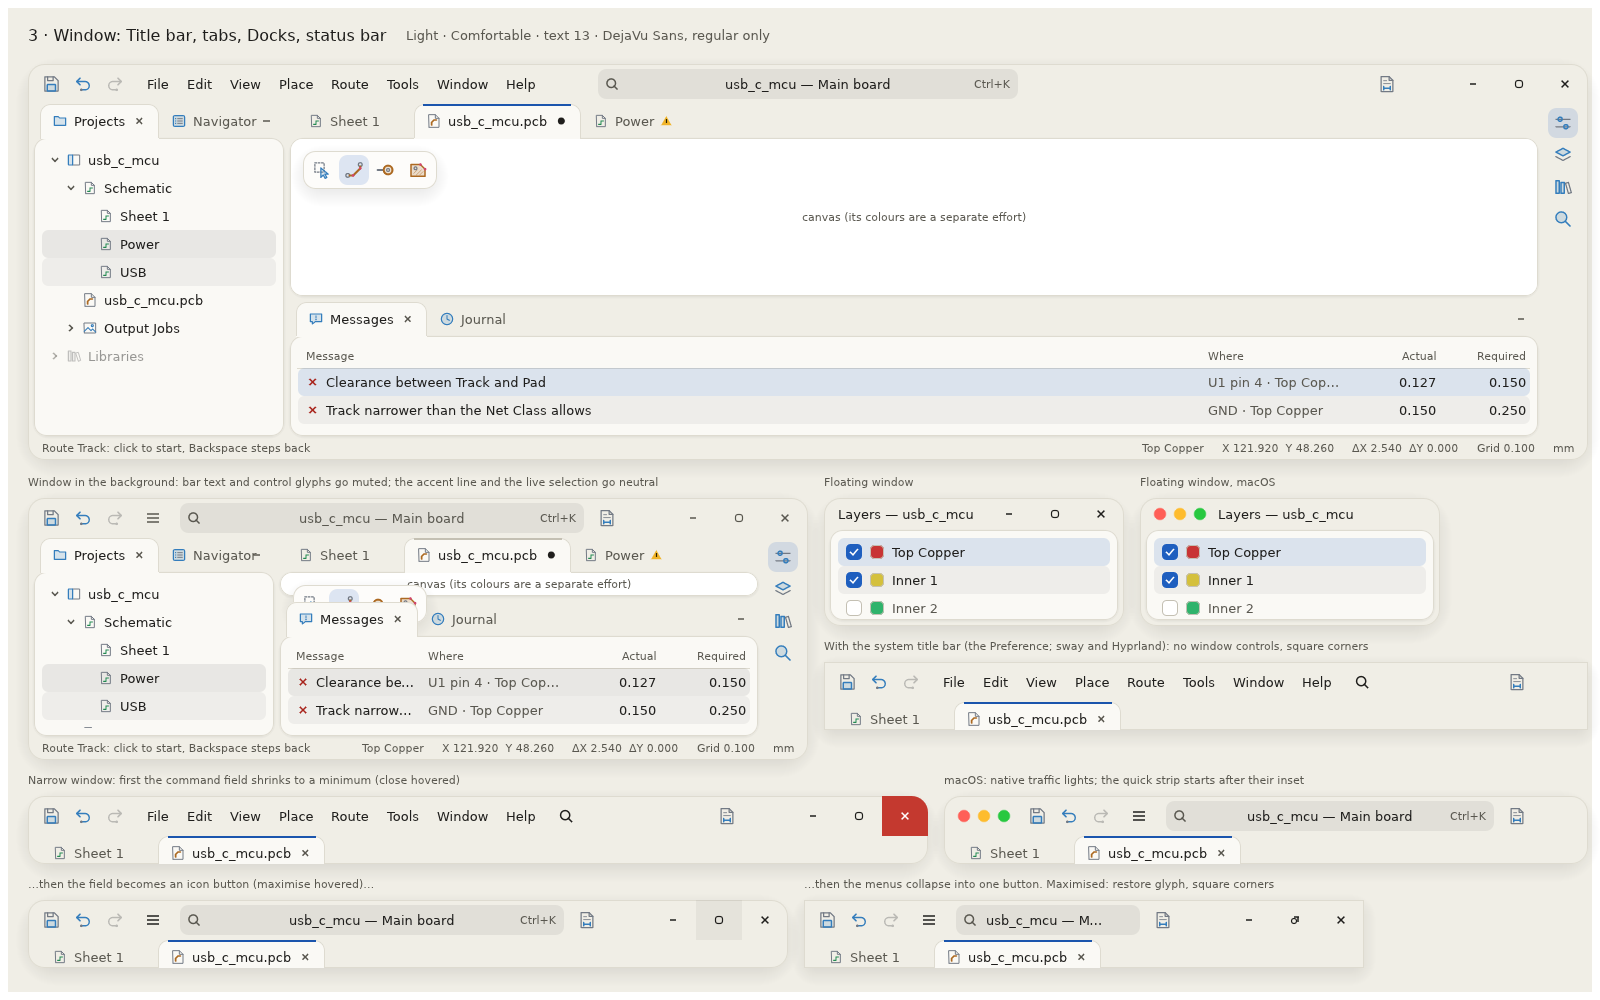 3 · Window: Title bar, tabs, Docks, status bar Light · Comfortable · text 13 · DejaVu Sans, regular only
File Edit View Place Route Tools Window Help usb_c_mcu — Main board Ctrl+K
Projects Navigator Sheet 1 usb_c_mcu.pcb Power
usb_c_mcu
Schematic
Sheet 1
Power
USB
usb_c_mcu.pcb
Output Jobs
Libraries
canvas (its colours are a separate effort)
Messages Journal
Message Where Actual Required
Clearance between Track and Pad U1 pin 4 · Top Cop... 0.127 0.150
Track narrower than the Net Class allows GND · Top Copper 0.150 0.250
Route Track: click to start, Backspace steps back Top Copper X 121.920 Y 48.260 ΔX 2.540 ΔY 0.000 Grid 0.100 mm
Window in the background: bar text and control glyphs go muted; the accent line and the live selection go neutral
usb_c_mcu — Main board Ctrl+K
Projects Navigator Sheet 1 usb_c_mcu.pcb Power
usb_c_mcu
Schematic
Sheet 1
Power
USB
canvas (its colours are a separate effort)
Messages Journal
Message Where Actual Required
Clearance be... U1 pin 4 · Top Cop... 0.127 0.150
Track narrow... GND · Top Copper 0.150 0.250
Route Track: click to start, Backspace steps back Top Copper X 121.920 Y 48.260 ΔX 2.540 ΔY 0.000 Grid 0.100 mm
Floating window
Layers — usb_c_mcu
Top Copper
Inner 1
Inner 2
Floating window, macOS
Layers — usb_c_mcu
Top Copper
Inner 1
Inner 2
With the system title bar (the Preference; sway and Hyprland): no window controls, square corners
File Edit View Place Route Tools Window Help
Sheet 1 usb_c_mcu.pcb
Narrow window: first the command field shrinks to a minimum (close hovered)
File Edit View Place Route Tools Window Help
Sheet 1 usb_c_mcu.pcb
macOS: native traffic lights; the quick strip starts after their inset
usb_c_mcu — Main board Ctrl+K
Sheet 1 usb_c_mcu.pcb
...then the field becomes an icon button (maximise hovered)...
usb_c_mcu — Main board Ctrl+K
Sheet 1 usb_c_mcu.pcb
...then the menus collapse into one button. Maximised: restore glyph, square corners
usb_c_mcu — M...
Sheet 1 usb_c_mcu.pcb